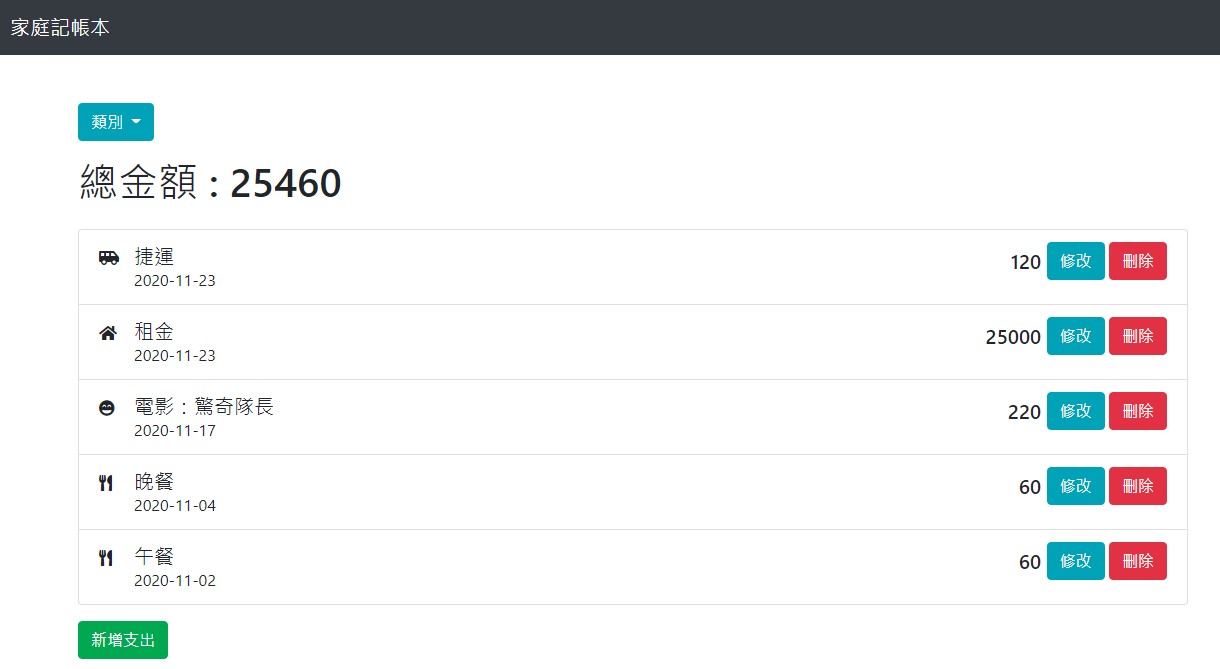 家庭記帳本
類別
總金額 : 25460
捷運
2020-11-23
120 修改 刪除
租金
2020-11-23
25000 修改 刪除
電影：驚奇隊長
2020-11-17
220 修改 刪除
晚餐
2020-11-04
60 修改 刪除
午餐
2020-11-02
60 修改 刪除
新增支出